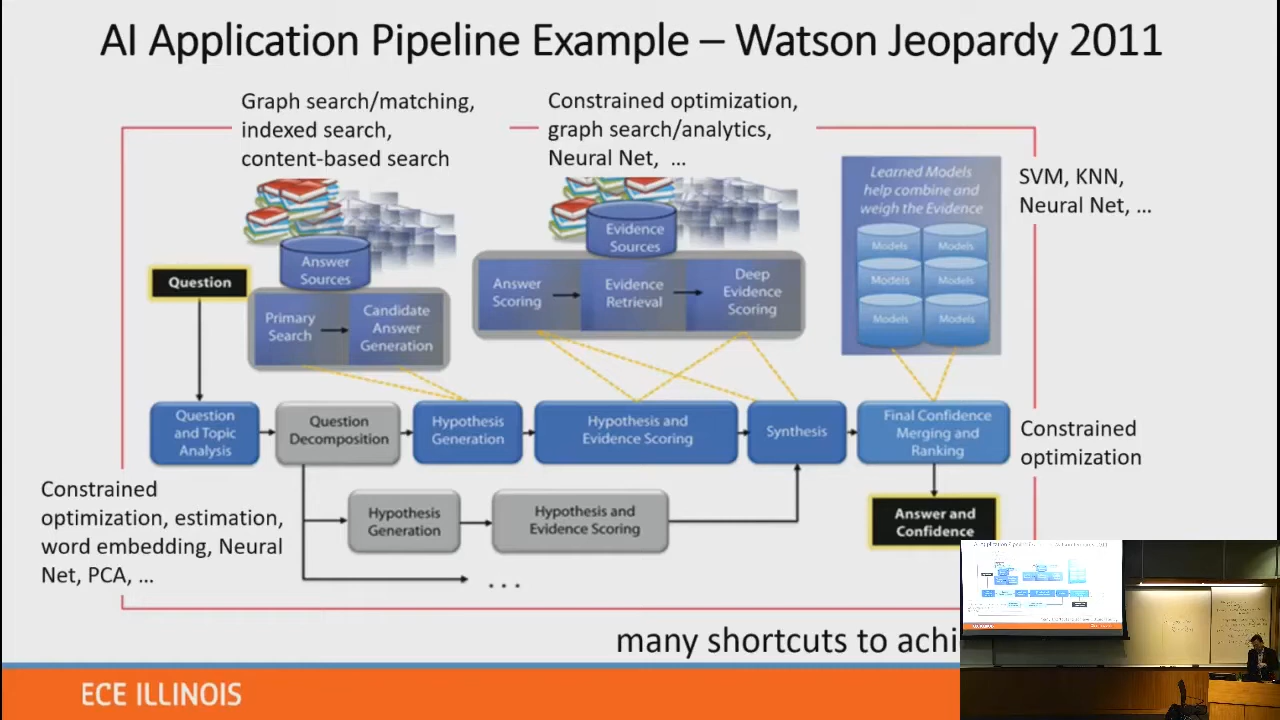 AI Application Pipeline Example – Watson Jeopardy 2011
Graph search/matching,
indexed search,
content-based search
Constrained optimization,
graph search/analytics,
Neural Net, ...
Learned Models
help combine and
weigh the Evidence
Models
Models
Models
Models
Models
Models
SVM, KNN,
Neural Net, ...
Question
Answer
Sources
Primary
Search
Candidate
Answer
Generation
Evidence
Sources
Answer
Scoring
Evidence
Retrieval
Deep
Evidence
Scoring
Question
and Topic
Analysis
Question
Decomposition
Hypothesis
Generation
Hypothesis and
Evidence Scoring
Synthesis
Final Confidence
Merging and
Ranking
Constrained
optimization
Constrained
optimization, estimation,
word embedding, Neural
Net, PCA, ...
Hypothesis
Generation
Hypothesis and
Evidence Scoring
Answer and
Confidence
...
many shortcuts to achi
ECE ILLINOIS